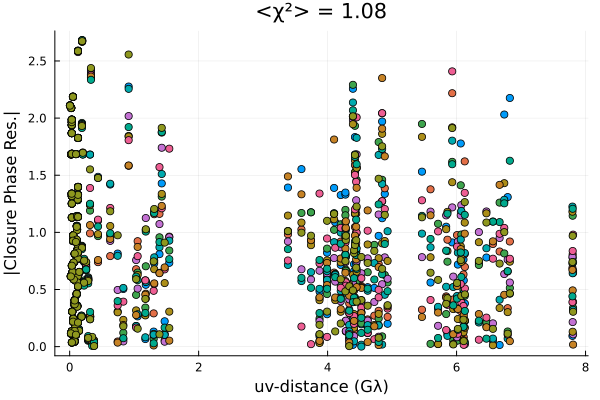 <χ²> = 1.08
|Closure Phase Res.|
2.5
2.0
1.5
1.0
0.5
0.0
0 2 4 6 8
uv-distance (Gλ)